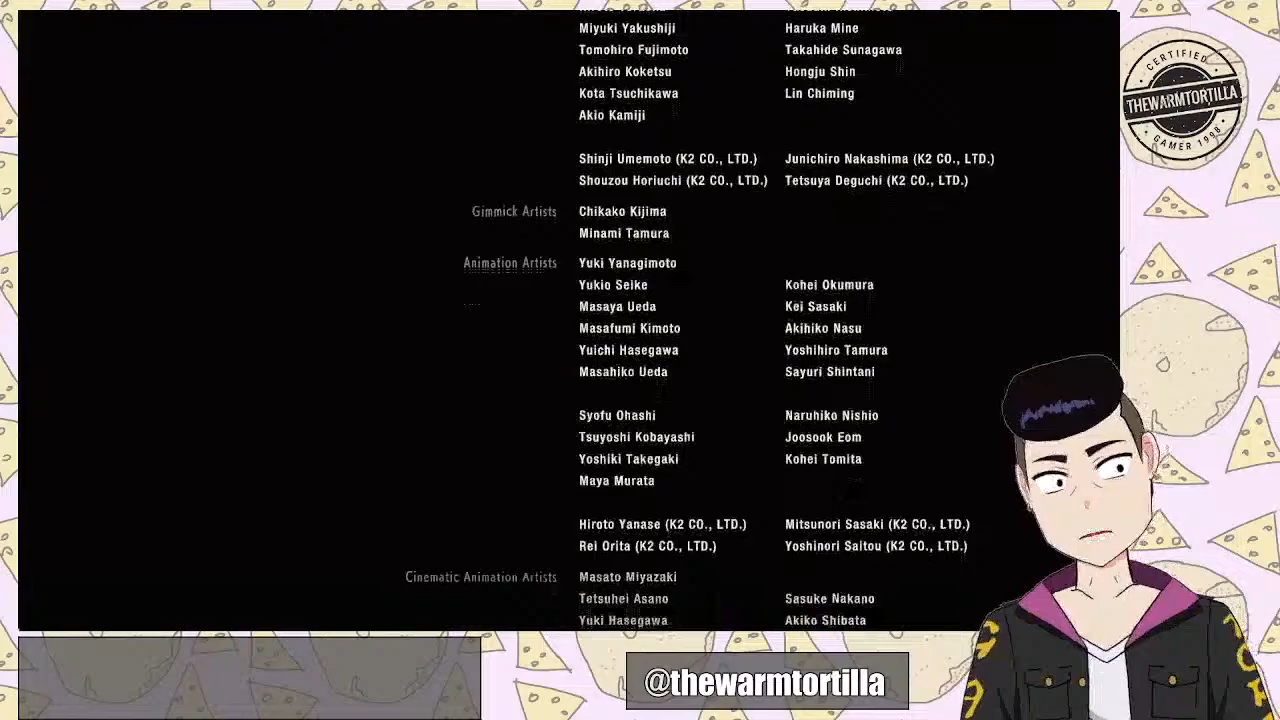 Miyuki Yakushiji Haruka Mine
Tomohiro Fujimoto Takahide Sunagawa
Akihiro Koketsu Hongju Shin
Kota Tsuchikawa Lin Chiming
Akio Kamiji
Shinji Umemoto (K2 CO., LTD.) Junichiro Nakashima (K2 CO., LTD.)
Shouzou Horiuchi (K2 CO., LTD.) Tetsuya Deguchi (K2 CO., LTD.)
Gimmick Artists Chikako Kijima
Minami Tamura
Animation Artists Yuki Yanagimoto
Yukio Seike Kohei Okumura
Masaya Ueda Kei Sasaki
Masafumi Kimoto Akihiko Nasu
Yuichi Hasegawa Yoshihiro Tamura
Masahiko Ueda Sayuri Shintani
Syofu Ohashi Naruhiko Nishio
Tsuyoshi Kobayashi Joosook Eom
Yoshiki Takegaki Kohei Tomita
Maya Murata
Hiroto Yanase (K2 CO., LTD.) Mitsunori Sasaki (K2 CO., LTD.)
Rei Orita (K2 CO., LTD.) Yoshinori Saitou (K2 CO., LTD.)
Cinematic Animation Artists Masato Miyazaki
Tetsuhei Asano Sasuke Nakano
Yuki Hasegawa Akiko Shibata
CERTIFIED
THEWARMTORTILLA
GAMER 1998
@thewarmtortilla